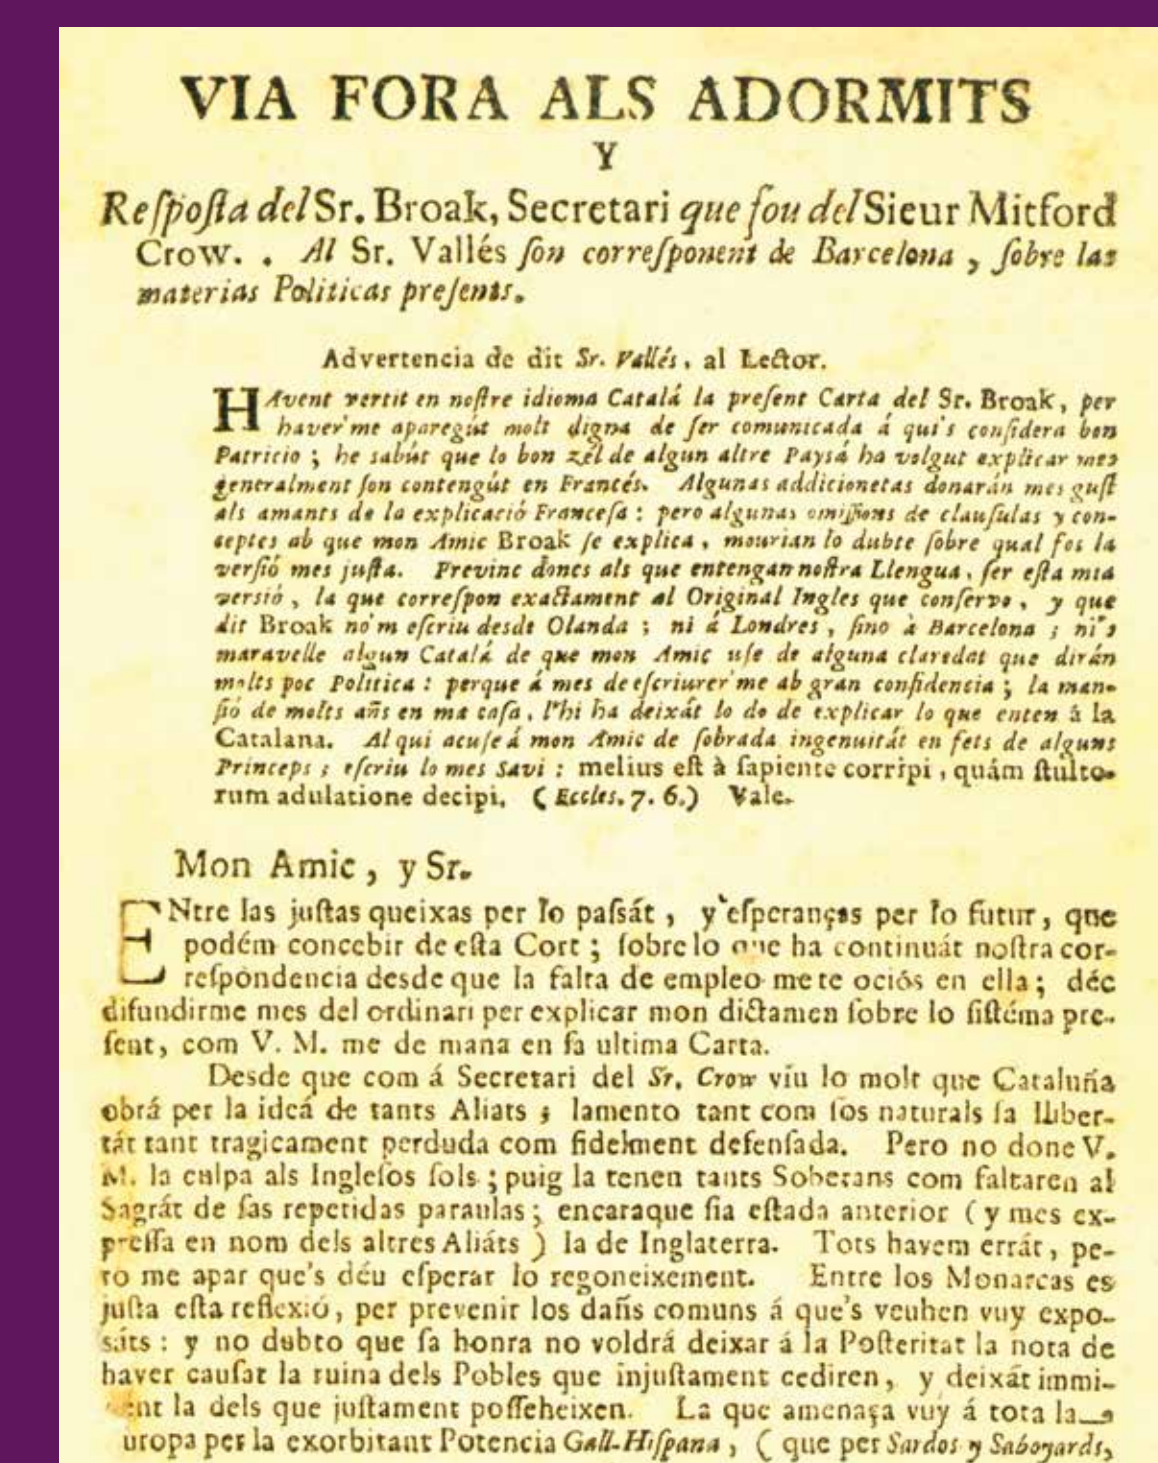 VIA FORA ALS ADORMITS
Y
Reſpoſta del Sr. Broak, Secretari que ſou del Sieur Mitford
Crow. . Al Sr. Vallés ſon correſponent de Barcelona , ſobre las
materias Politicas preſents.
Advertencia de dit Sr. Vallés, al Lector.
HAvent vertit en noſtre idioma Catalá la preſent Carta del Sr. Broak, per
haver'me aparegút molt digna de ſer comunicada á qui's conſidera bon
Patricio ; he sabút que lo bon zél de algun altre Paysá ha volgut explicar mes
generalment ſon contengút en Francés. Algunas addicionetas donarán mes guſt
als amants de la explicació Franceſa : pero algunas omiſſions de clauſulas y con-
ceptes ab que mon Amic Broak ſe explica , mourian lo dubte ſobre qual fos la
verſió mes juſta. Previnc doncs als que entengan noſtra Llengua, ſer eſta mia
versió , la que correſpon exactament al Original Ingles que conſervo , y que
dit Broak no'm eſcriu desde Olanda ; ni á Londres , ſino à Barcelona ; ni's
maravelle algun Catalá de que mon Amic uſe de alguna claredat que dirán
molts poc Politica : perque á mes de eſcriurer'me ab gran confidencia ; la man-
ſió de molts añs en ma caſa , l'hi ha deixát lo do de explicar lo que enten à la
Catalana. Al qui acuſe á mon Amic de ſobrada ingenuitát en fets de alguns
Princeps ; eſcriu lo mes Savi : melius eſt à ſapiente corripi , quám ſtulto-
rum adulatione decipi. ( Eccles. 7. 6.) Vale.
Mon Amic , y Sr.
ENtre las juſtas queixas per lo paſsát , y eſperanças per lo futur , que
podém concebir de eſta Cort ; ſobre lo que ha continuát noſtra cor-
reſpondencia desde que la falta de empleo me te ociós en ella ; déc
difundirme mes del ordinari per explicar mon dictamen ſobre lo ſiſtéma pre-
ſent, com V. M. me de mana en ſa ultima Carta.
Desde que com á Secretari del Sr. Crow viu lo molt que Cataluña
obrá per la ideá de tants Aliats ; lamento tant com ſos naturals ſa Lliber-
tát tant tragicament perduda com fidelment defenſada. Pero no done V.
M. la culpa als Ingleſos ſols ; puig la tenen tants Soberans com faltaren al
Sagrát de ſas repetidas paraulas ; encaraque ſia eſtada anterior ( y mes ex-
preſſa en nom dels altres Aliáts ) la de Inglaterra. Tots havem errát , pe-
ro me apar que's déu eſperar lo regoneixement. Entre los Monarcas es
juſta eſta reflexió, per prevenir los dañs comuns á que's veuhen vuy expo-
sáts : y no dubto que ſa honra no voldrá deixar á la Poſteritat la nota de
haver cauſat la ruina dels Pobles que injuſtament cediren , y deixát immi-
ent la dels que juſtament poſſeheixen. La que amenaça vuy á tota la
uropa per la exorbitant Potencia Gall-Hiſpana , ( que per Sardos y Saboyards,